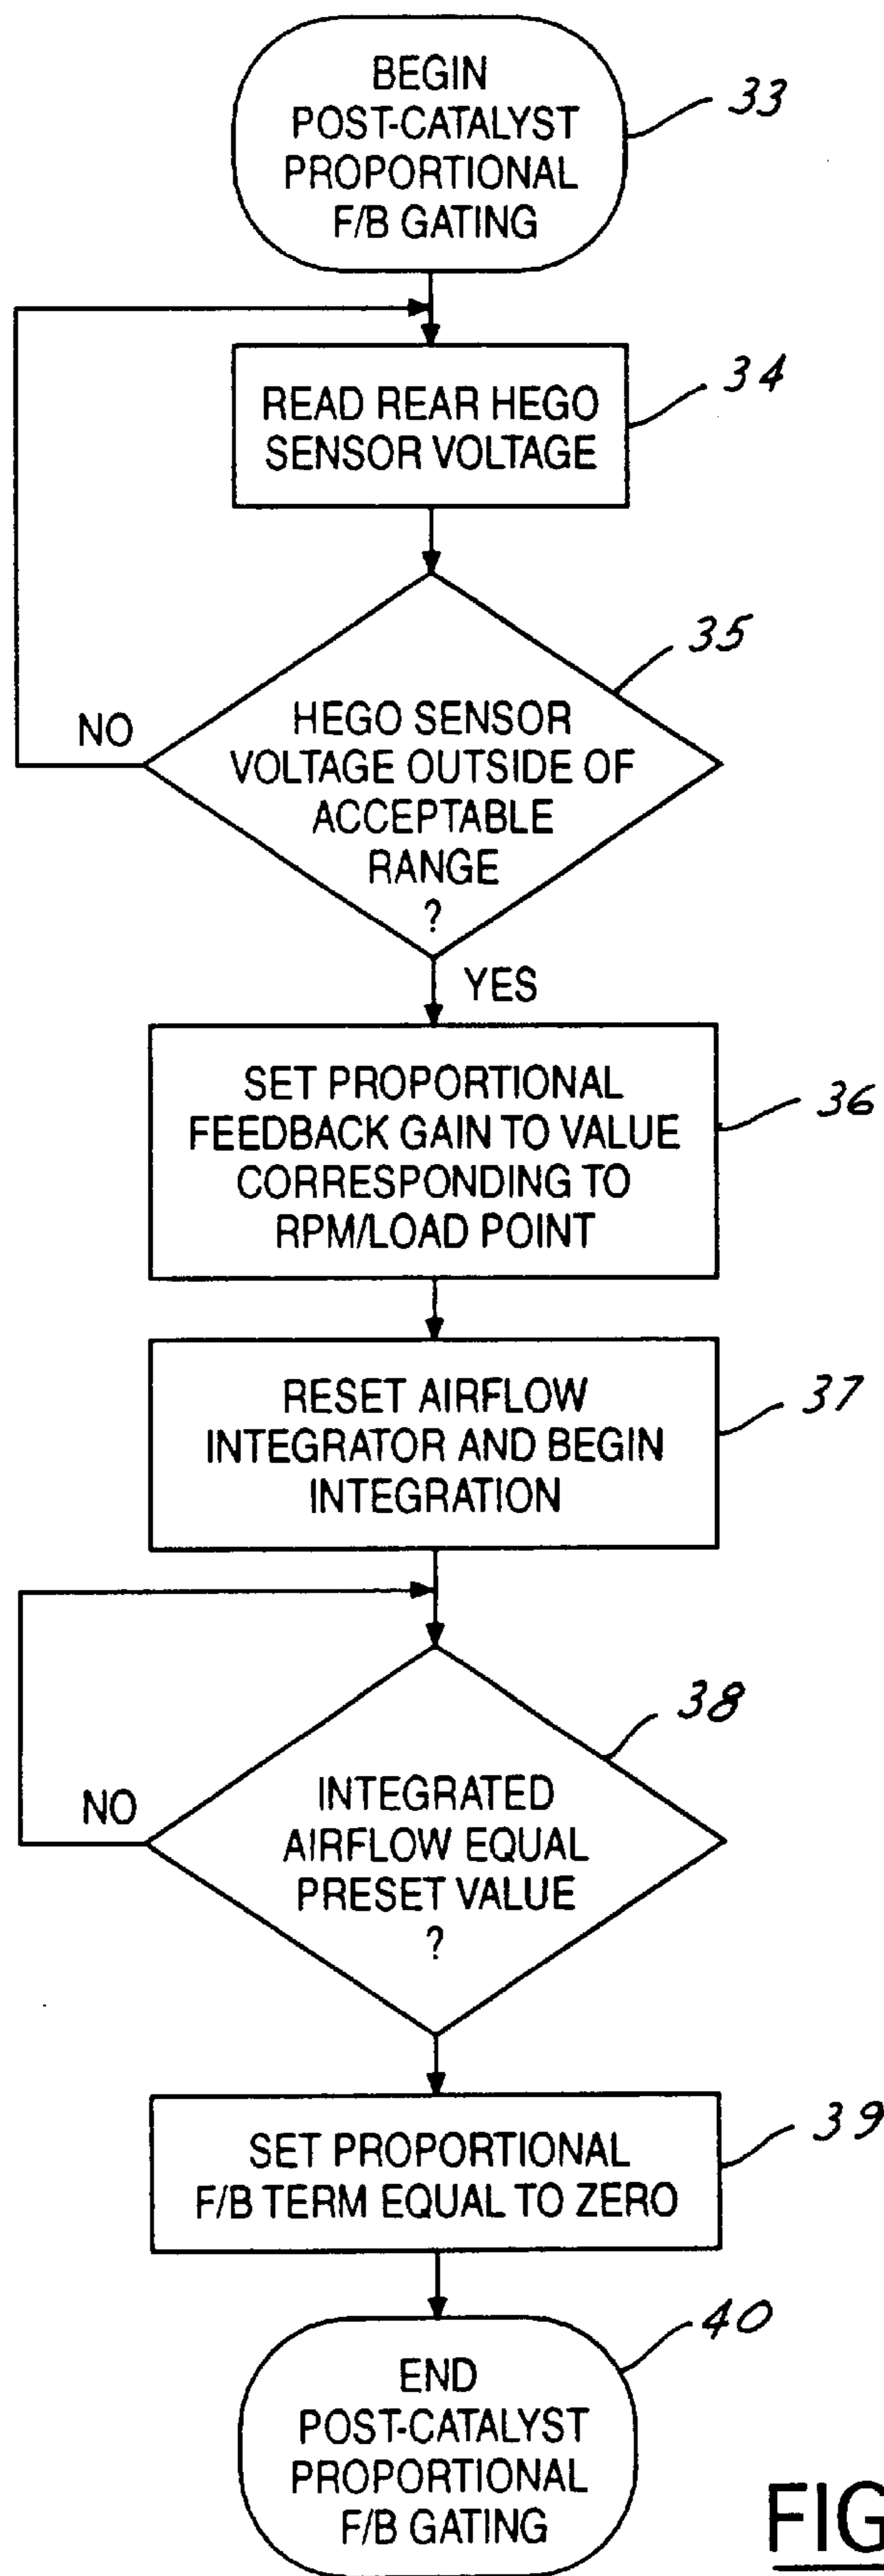 BEGIN
POST-CATALYST
PROPORTIONAL
F/B GATING
33
READ REAR HEGO
SENSOR VOLTAGE
34
HEGO SENSOR
VOLTAGE OUTSIDE OF
ACCEPTABLE
RANGE
?
35
NO
YES
SET PROPORTIONAL
FEEDBACK GAIN TO VALUE
CORRESPONDING TO
RPM/LOAD POINT
36
RESET AIRFLOW
INTEGRATOR AND BEGIN
INTEGRATION
37
INTEGRATED
AIRFLOW EQUAL
PRESET VALUE
?
38
NO
SET PROPORTIONAL
F/B TERM EQUAL TO ZERO
39
END
POST-CATALYST
PROPORTIONAL
F/B GATING
40
FIG